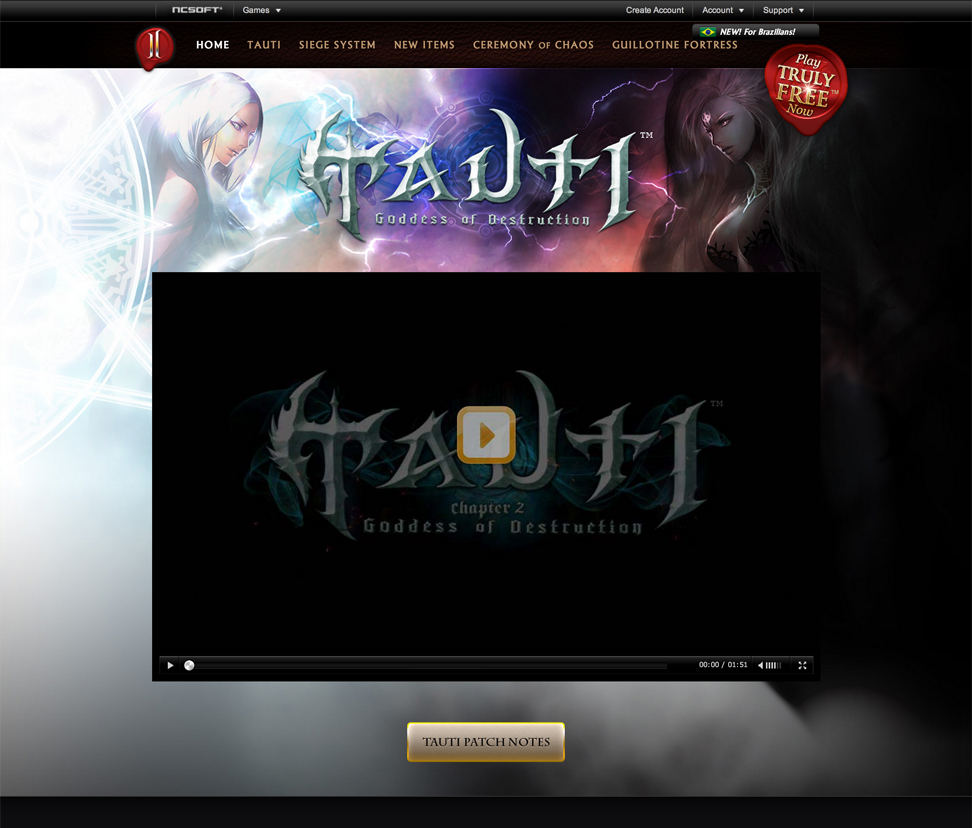 NCSOFT® Games Create Account Account Support
NEW! For Brazilians!
II HOME TAUTI SIEGE SYSTEM NEW ITEMS CEREMONY OF CHAOS GUILLOTINE FORTRESS
Play
TRULY
FREE™
Now
TAUTI™
Goddess of Destruction
TAUTI™
Chapter 2
Goddess of Destruction
00:00 / 01:51
TAUTI PATCH NOTES